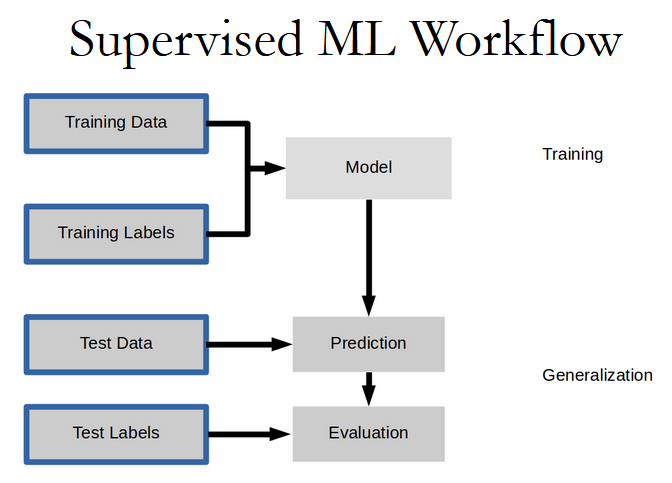 Supervised ML Workflow
Training Data
Training Labels
Model
Training
Test Data
Prediction
Generalization
Test Labels
Evaluation